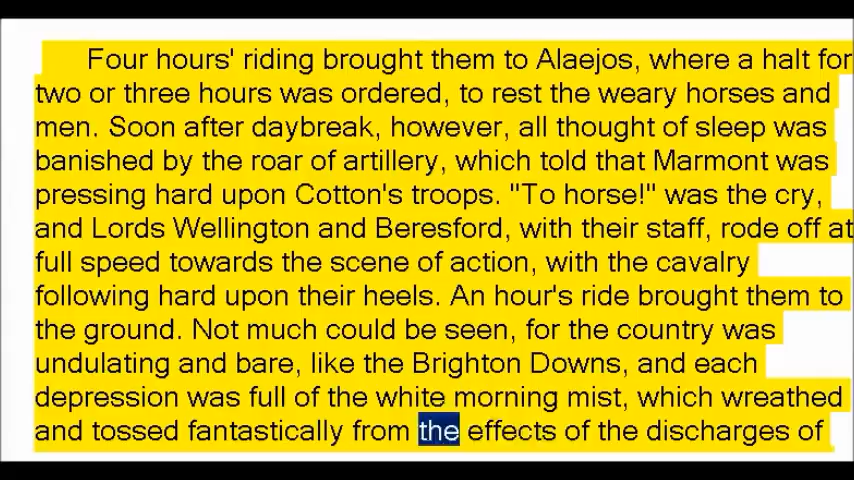 Four hours' riding brought them to Alaejos, where a halt for
two or three hours was ordered, to rest the weary horses and
men. Soon after daybreak, however, all thought of sleep was
banished by the roar of artillery, which told that Marmont was
pressing hard upon Cotton's troops. "To horse!" was the cry,
and Lords Wellington and Beresford, with their staff, rode off at
full speed towards the scene of action, with the cavalry
following hard upon their heels. An hour's ride brought them to
the ground. Not much could be seen, for the country was
undulating and bare, like the Brighton Downs, and each
depression was full of the white morning mist, which wreathed
and tossed fantastically from the effects of the discharges of